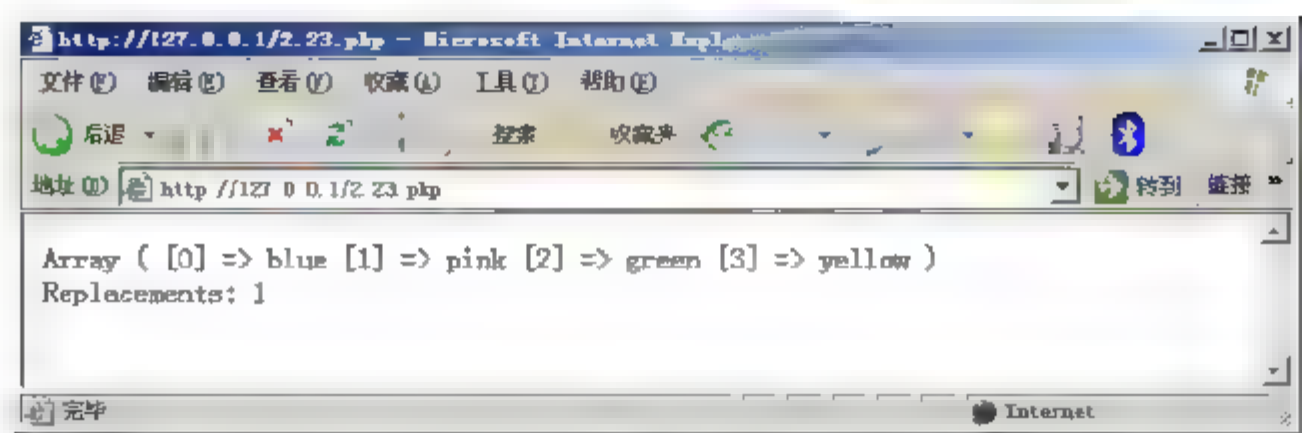 http://127.0.0.1/2.23.php - Microsoft Internet Explo
文件(F) 编辑(E) 查看(V) 收藏(A) 工具(T) 帮助(H)
后退 搜索 收藏夹
地址(D) http //127 0 0.1/2 23 php 转到 链接 »
Array ( [0] => blue [1] => pink [2] => green [3] => yellow )
Replacements: 1
完毕 Internet